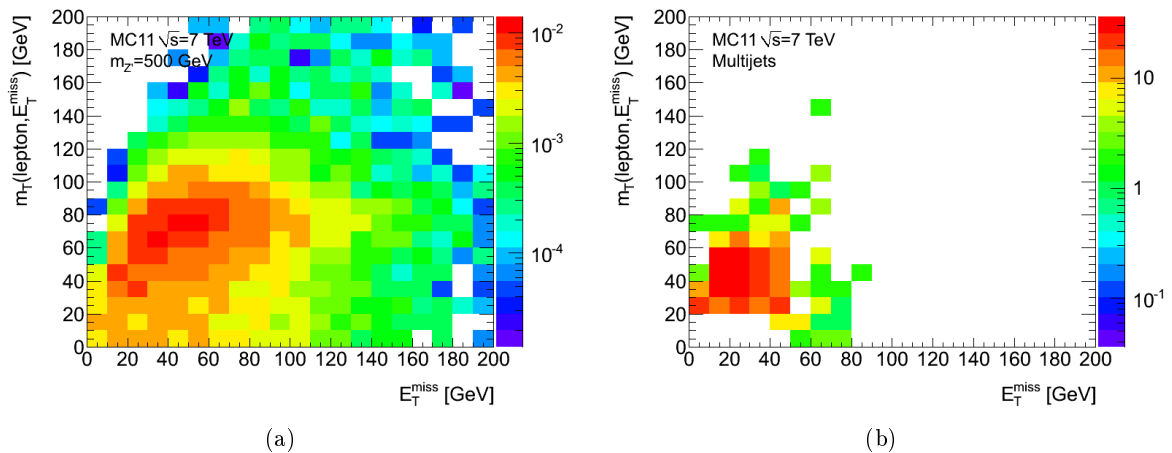 MC11 √s=7 TeV
m_Z'=500 GeV
m_T(lepton,E_T^miss) [GeV]
200
180
160
140
120
100
80
60
40
20
0
0 20 40 60 80 100 120 140 160 180 200
E_T^miss [GeV]
10^-2
10^-3
10^-4
(a)
MC11 √s=7 TeV
Multijets
m_T(lepton,E_T^miss) [GeV]
200
180
160
140
120
100
80
60
40
20
0
0 20 40 60 80 100 120 140 160 180 200
E_T^miss [GeV]
10
1
10^-1
(b)